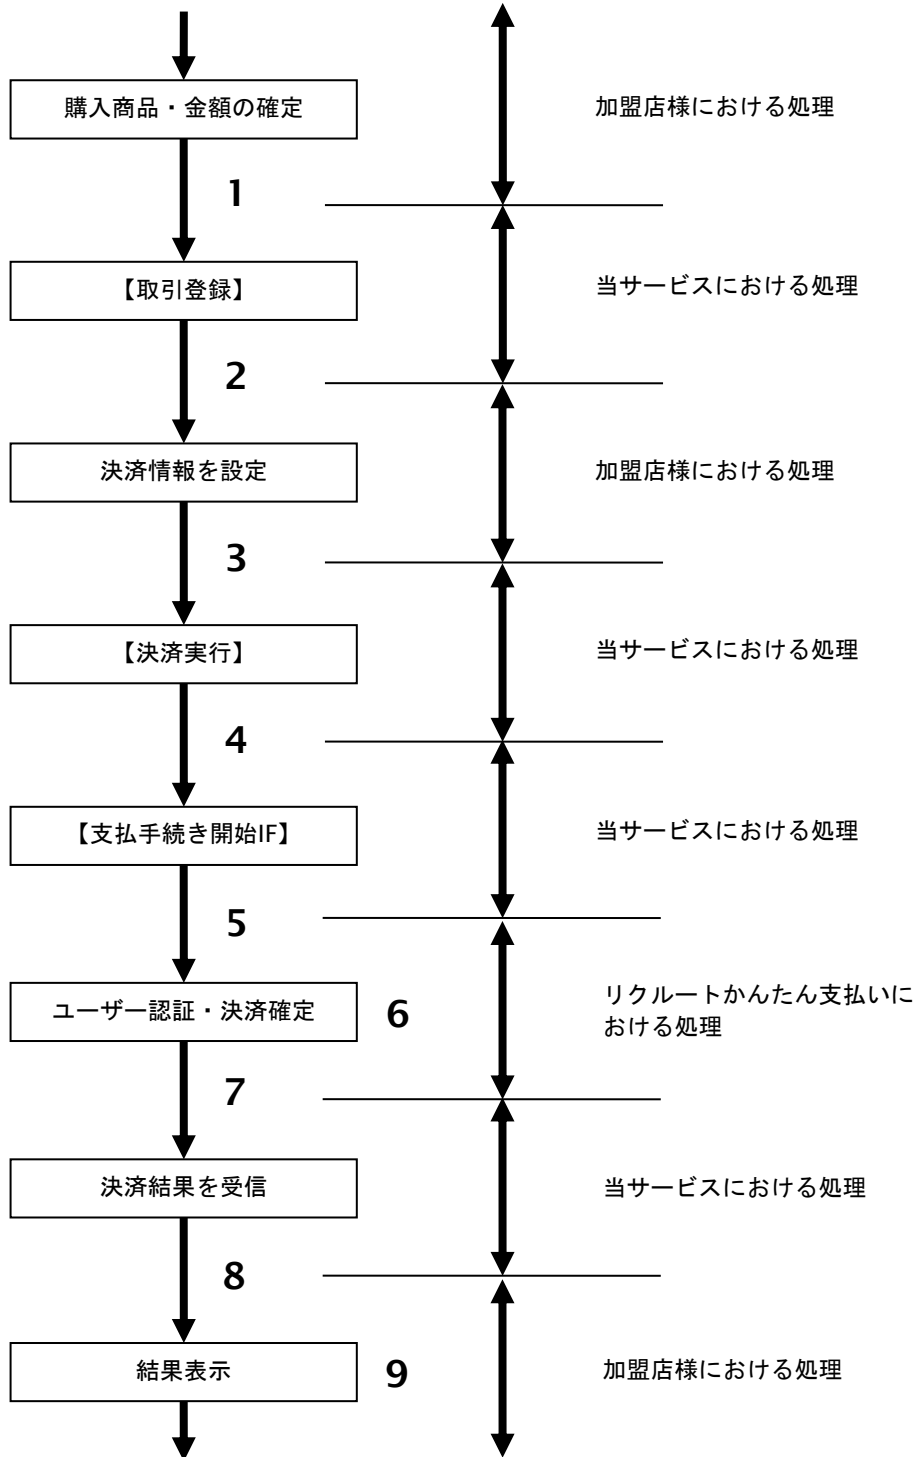 購入商品・金額の確定
加盟店様における処理
1
【取引登録】
当サービスにおける処理
2
決済情報を設定
加盟店様における処理
3
【決済実行】
当サービスにおける処理
4
【支払手続き開始IF】
当サービスにおける処理
5
ユーザー認証・決済確定
6
リクルートかんたん支払いに
おける処理
7
決済結果を受信
当サービスにおける処理
8
結果表示
9
加盟店様における処理